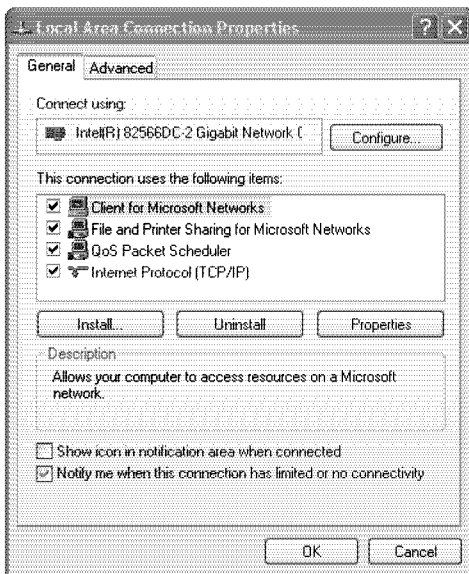 Local Area Connection Properties
General
Advanced
Connect using:
Intel(R) 82566DC-2 Gigabit Network C
Configure...
This connection uses the following items:
Client for Microsoft Networks
File and Printer Sharing for Microsoft Networks
QoS Packet Scheduler
Internet Protocol (TCP/IP)
Install...
Uninstall
Properties
Description
Allows your computer to access resources on a Microsoft
network.
Show icon in notification area when connected
Notify me when this connection has limited or no connectivity
OK
Cancel